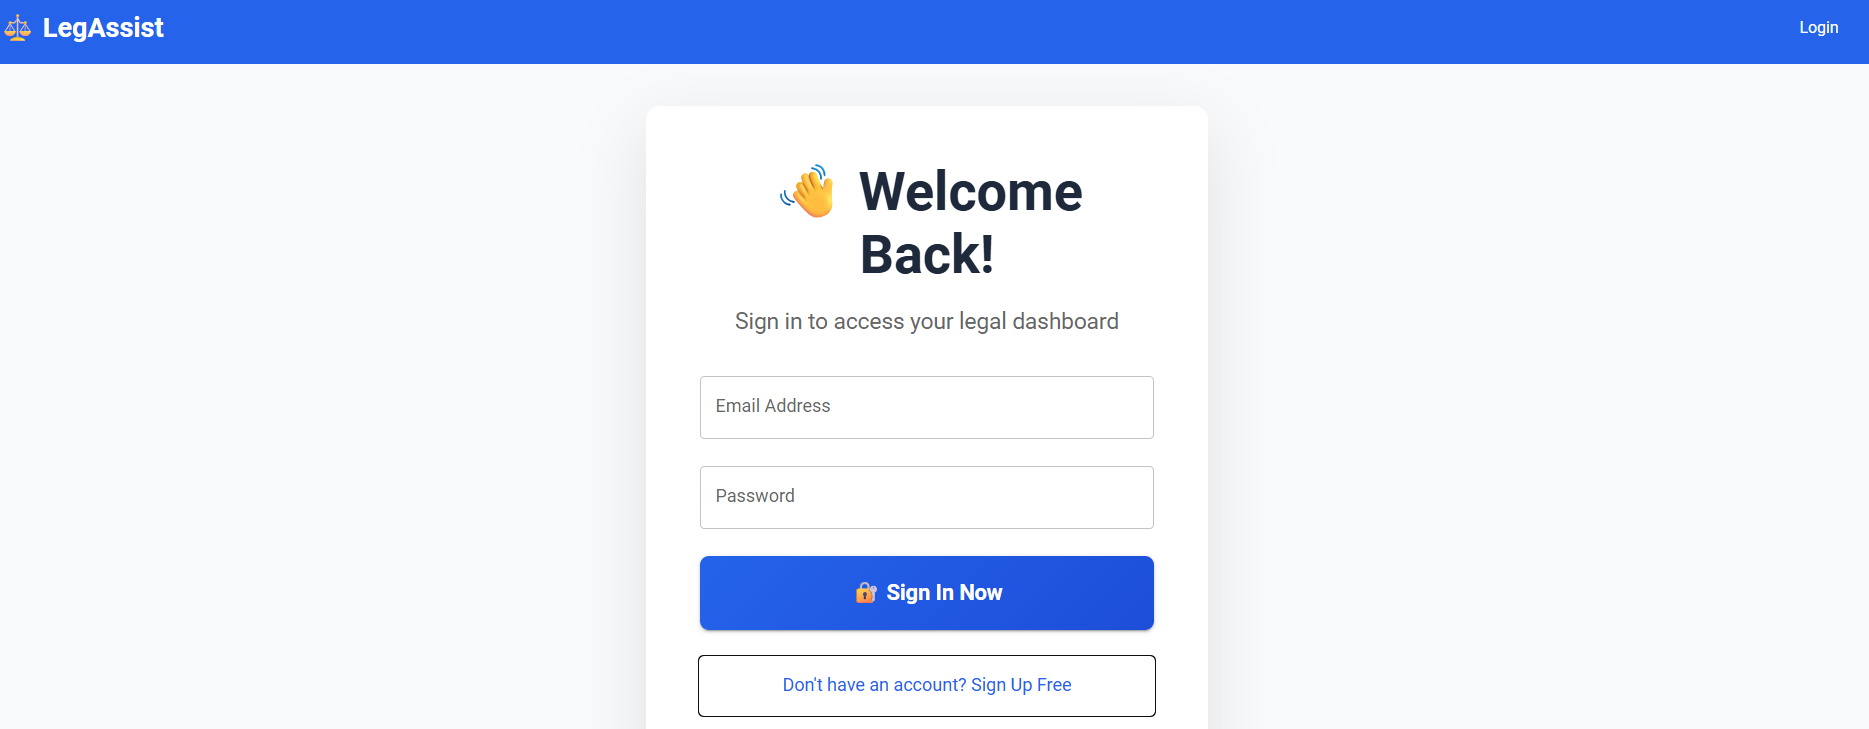 LegAssist
Login
Welcome
Back!
Sign in to access your legal dashboard
Email Address
Password
Sign In Now
Don't have an account? Sign Up Free